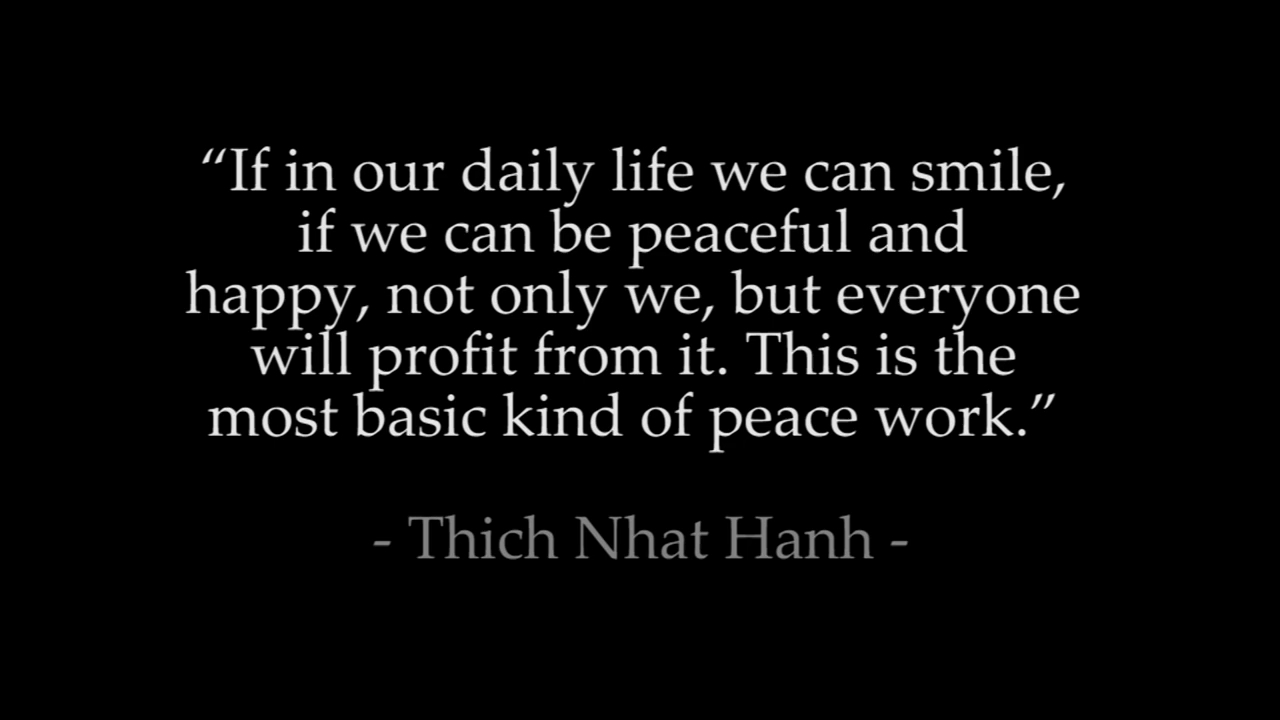 “If in our daily life we can smile,
if we can be peaceful and
happy, not only we, but everyone
will profit from it. This is the
most basic kind of peace work.”
- Thich Nhat Hanh -